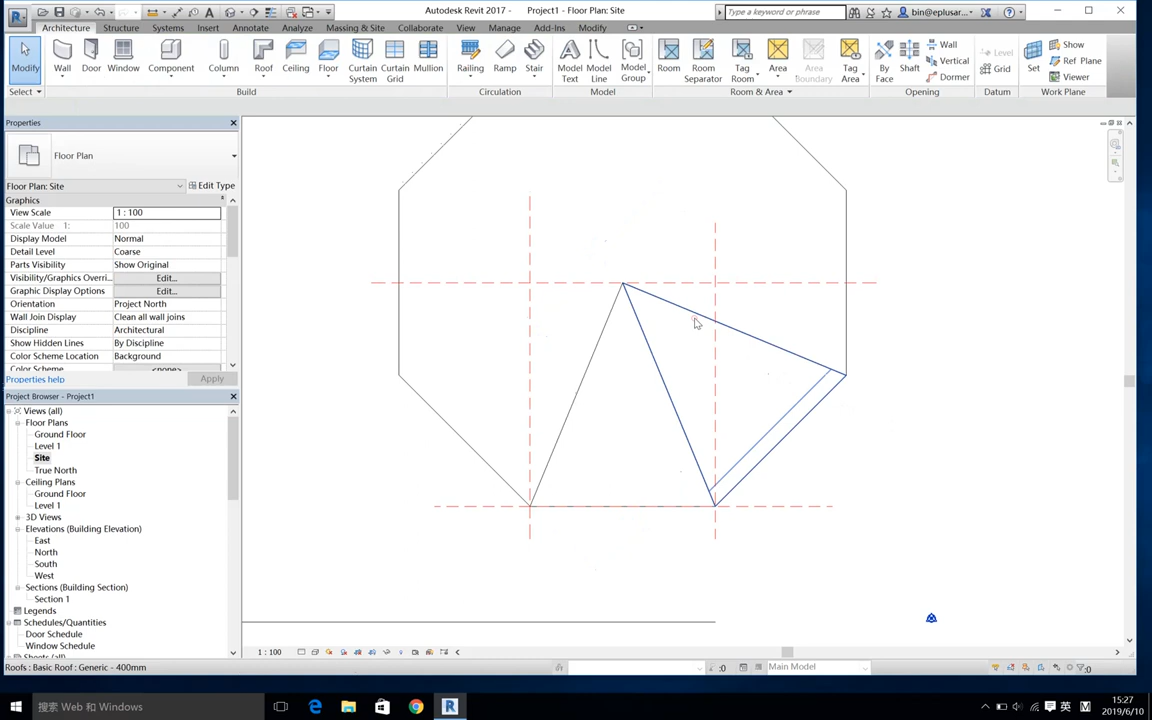 Autodesk Revit 2017 - Project1 - Floor Plan: Site
Type a keyword or phrase
bin@eplusar...
Architecture Structure Systems Insert Annotate Analyze Massing & Site Collaborate View Manage Add-Ins Modify
Modify Wall Door Window Component Column Roof Ceiling Floor Curtain System Curtain Grid Mullion Railing Ramp Stair Model Text Model Line Model Group Room Room Separator Tag Room Area Area Boundary Tag Area By Face Shaft Wall Vertical Dormer Level Grid Set Show Ref Plane Viewer
Select Build Circulation Model Room & Area Opening Datum Work Plane
Properties
Floor Plan
Floor Plan: Site Edit Type
Graphics
View Scale 1 : 100
Scale Value 1: 100
Display Model Normal
Detail Level Coarse
Parts Visibility Show Original
Visibility/Graphics Overri... Edit...
Graphic Display Options Edit...
Orientation Project North
Wall Join Display Clean all wall joins
Discipline Architectural
Show Hidden Lines By Discipline
Color Scheme Location Background
Color Scheme <none>
Properties help Apply
Project Browser - Project1
Views (all)
Floor Plans
Ground Floor
Level 1
Site
True North
Ceiling Plans
Ground Floor
Level 1
3D Views
Elevations (Building Elevation)
East
North
South
West
Sections (Building Section)
Section 1
Legends
Schedules/Quantities
Door Schedule
Window Schedule
1 : 100
Roofs : Basic Roof : Generic - 400mm
:0 Main Model :0
搜索 Web 和 Windows
英 M
15:27
2019/6/10